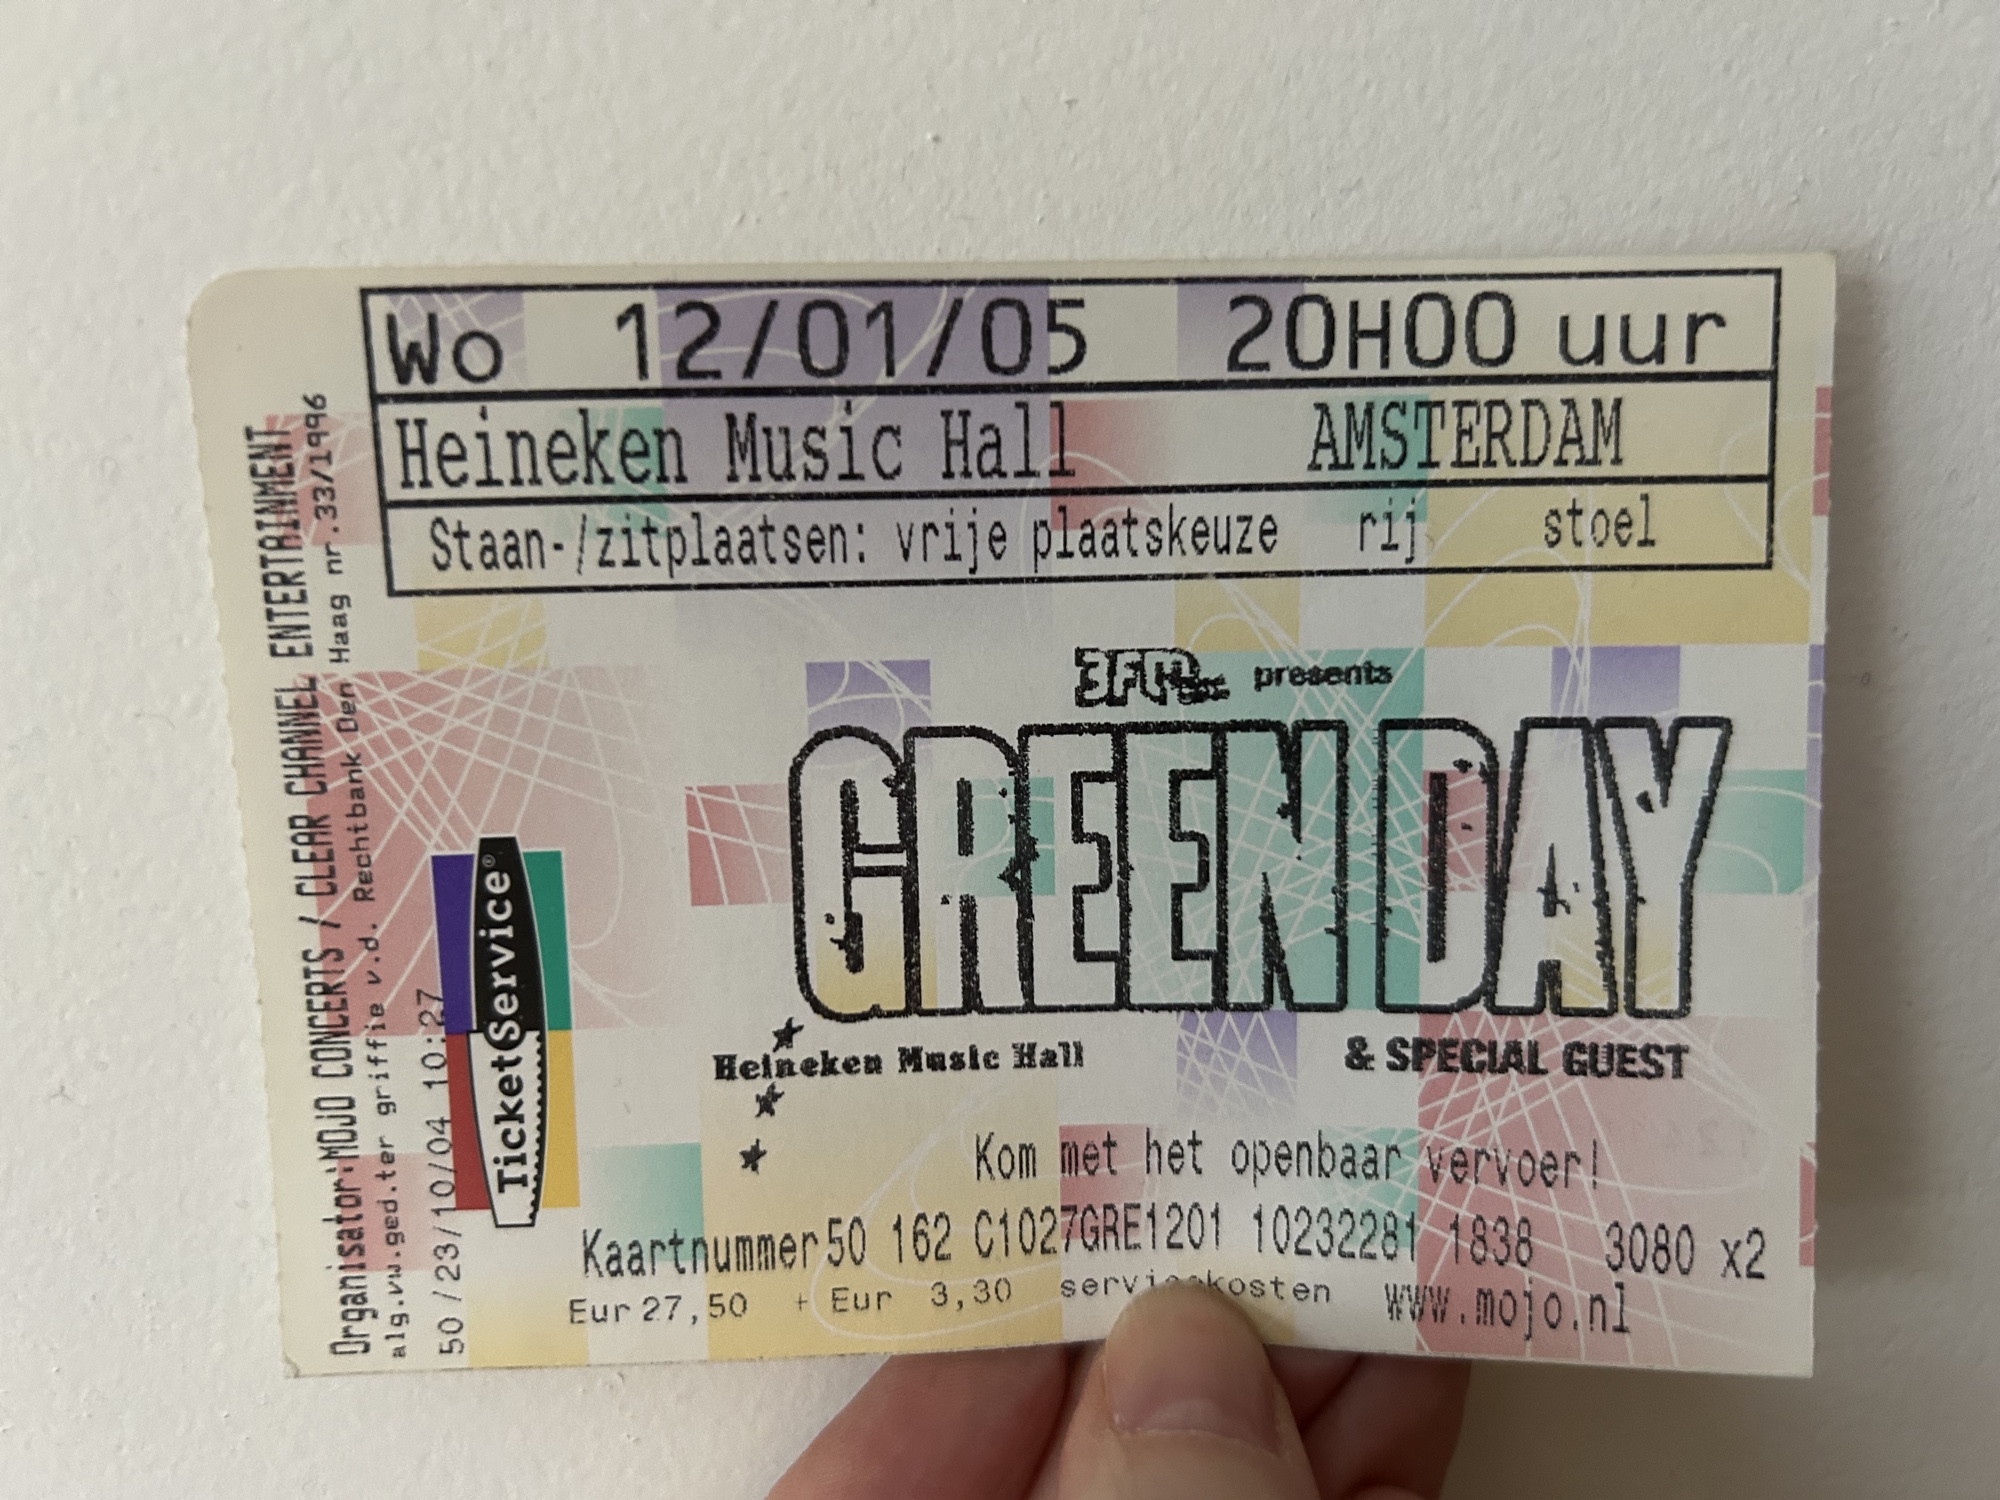 Wo 12/01/05 20H00 uur
Heineken Music Hall AMSTERDAM
Staan-/zitplaatsen: vrije plaatskeuze rij stoel
3FM presents
GREEN DAY
Heineken Music Hall
& SPECIAL GUEST
Kom met het openbaar vervoer!
Kaartnummer 50 162 C1027GRE1201 10232281 1838 3080 x2
Eur 27,50 + Eur 3,30 servicekosten www.mojo.nl
Organisator:MOJO CONCERTS / CLEAR CHANNEL ENTERTAINMENT
alg.vw.ged.ter griffie v.d. Rechtbank Den Haag nr.33/1996
50/23/10/04 10:27
TicketService®